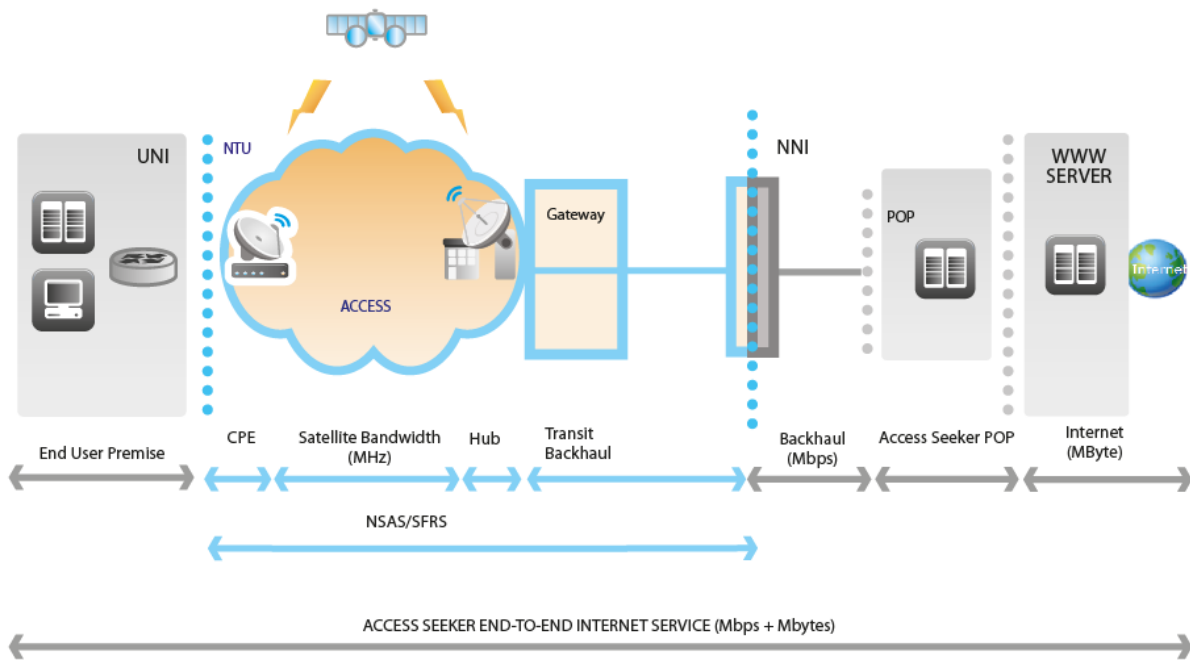 UNI
NTU
ACCESS
Gateway
NNI
POP
WWW
SERVER
Internet
End User Premise
CPE
Satellite Bandwidth
(MHz)
Hub
Transit
Backhaul
Backhaul
(Mbps)
Access Seeker POP
Internet
(MByte)
NSAS/SFRS
ACCESS SEEKER END-TO-END INTERNET SERVICE (Mbps + Mbytes)